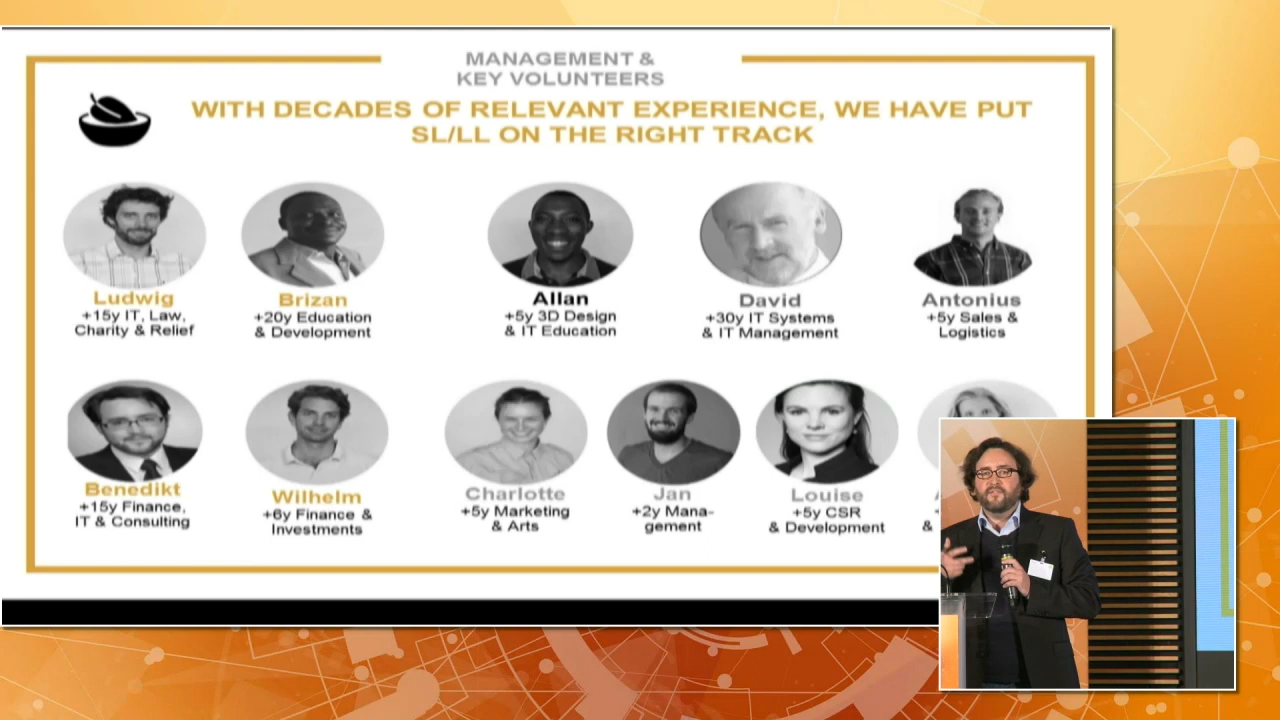 MANAGEMENT &
KEY VOLUNTEERS
WITH DECADES OF RELEVANT EXPERIENCE, WE HAVE PUT
SL/LL ON THE RIGHT TRACK
Ludwig
+15y IT, Law,
Charity & Relief
Brizan
+20y Education
& Development
Allan
+5y 3D Design
& IT Education
David
+30y IT Systems
& IT Management
Antonius
+5y Sales &
Logistics
Benedikt
+15y Finance,
IT & Consulting
Wilhelm
+6y Finance &
Investments
Charlotte
+5y Marketing
& Arts
Jan
+2y Mana-
gement
Louise
+5y CSR
& Development
&